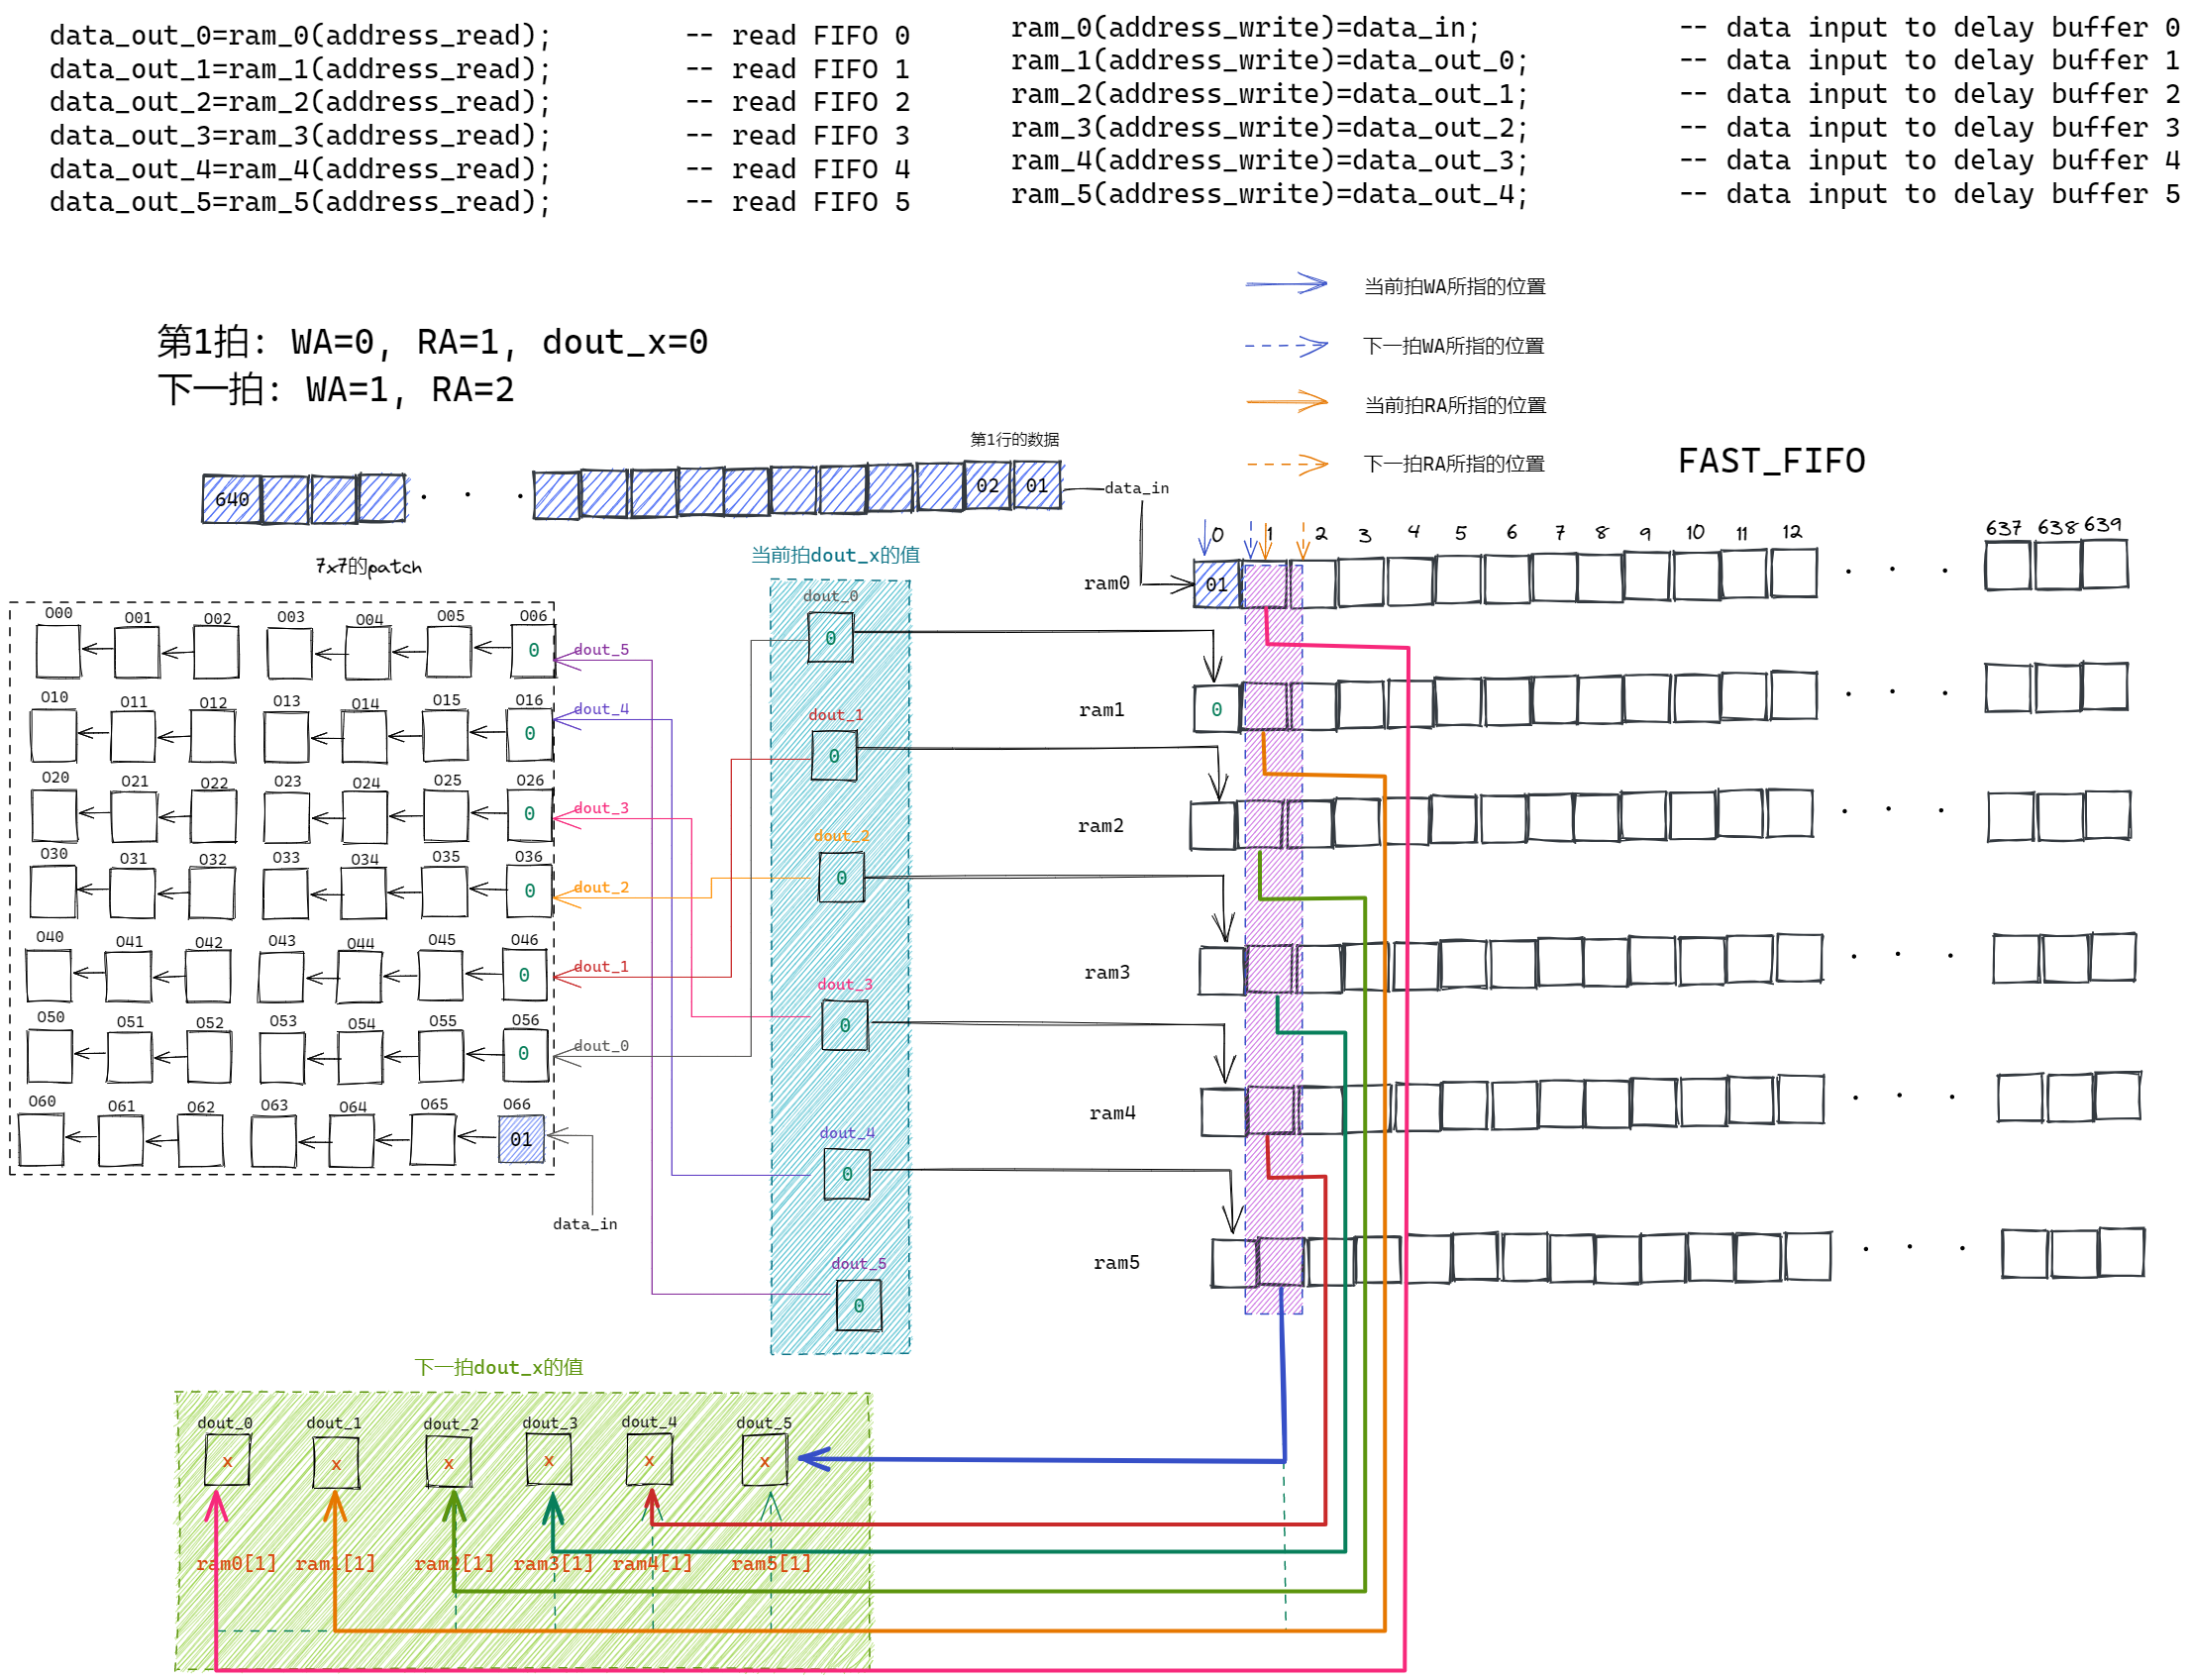 data_out_0=ram_0(address_read); -- read FIFO 0
data_out_1=ram_1(address_read); -- read FIFO 1
data_out_2=ram_2(address_read); -- read FIFO 2
data_out_3=ram_3(address_read); -- read FIFO 3
data_out_4=ram_4(address_read); -- read FIFO 4
data_out_5=ram_5(address_read); -- read FIFO 5
ram_0(address_write)=data_in; -- data input to delay buffer 0
ram_1(address_write)=data_out_0; -- data input to delay buffer 1
ram_2(address_write)=data_out_1; -- data input to delay buffer 2
ram_3(address_write)=data_out_2; -- data input to delay buffer 3
ram_4(address_write)=data_out_3; -- data input to delay buffer 4
ram_5(address_write)=data_out_4; -- data input to delay buffer 5
当前拍WA所指的位置
下一拍WA所指的位置
当前拍RA所指的位置
下一拍RA所指的位置
第1拍: WA=0, RA=1, dout_x=0
下一拍: WA=1, RA=2
FAST_FIFO
第1行的数据
640 02 01
data_in
0 1 2 3 4 5 6 7 8 9 10 11 12 637 638 639
7x7的patch
当前拍dout_x的值
000 001 002 003 004 005 006
0
010 011 012 013 014 015 016
0
020 021 022 023 024 025 026
0
030 031 032 033 034 035 036
0
040 041 042 043 044 045 046
0
050 051 052 053 054 055 056
0
060 061 062 063 064 065 066
01
data_in
dout_5
dout_4
dout_3
dout_2
dout_1
dout_0
dout_0
0
dout_1
0
dout_2
0
dout_3
0
dout_4
0
dout_5
0
ram0 01
ram1 0
ram2
ram3
ram4
ram5
下一拍dout_x的值
dout_0 dout_1 dout_2 dout_3 dout_4 dout_5
x x x x x x
ram0[1] ram1[1] ram2[1] ram3[1] ram4[1] ram5[1]